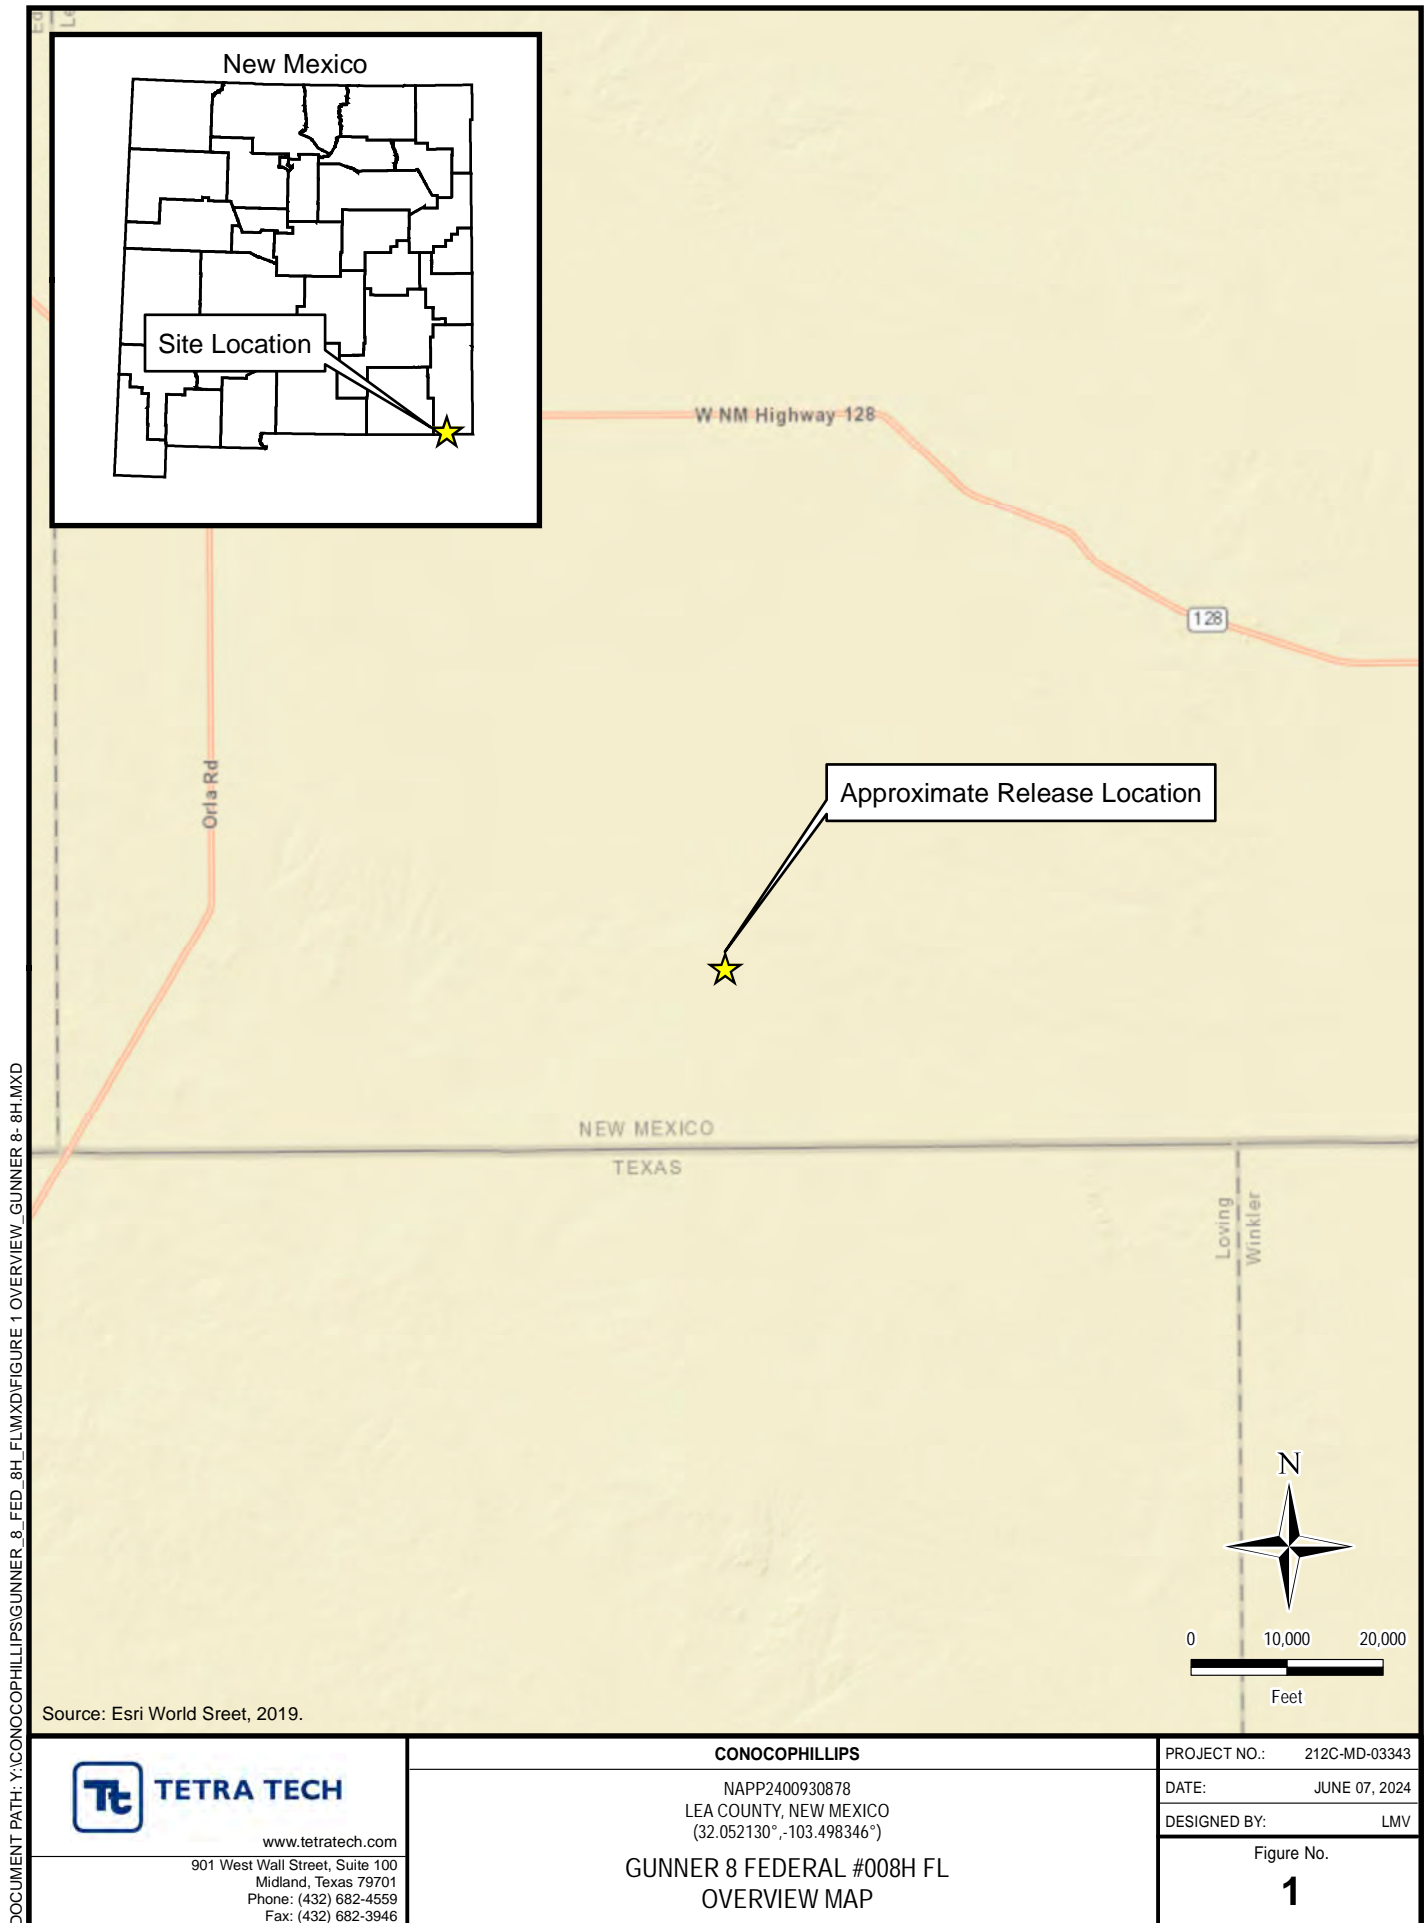 New Mexico
Site Location
W NM Highway 128
128
Orla Rd
Approximate Release Location
NEW MEXICO
TEXAS
Loving
Winkler
N
0 10,000 20,000
Feet
Source: Esri World Sreet, 2019.
DOCUMENT PATH: Y:\CONOCOPHILLIPS\GUNNER_8_FED_8H_FL\MXD\FIGURE 1 OVERVIEW_GUNNER 8- 8H.MXD
Tt TETRA TECH
www.tetratech.com
901 West Wall Street, Suite 100
Midland, Texas 79701
Phone: (432) 682-4559
Fax: (432) 682-3946
CONOCOPHILLIPS
NAPP2400930878
LEA COUNTY, NEW MEXICO
(32.052130°,-103.498346°)
GUNNER 8 FEDERAL #008H FL
OVERVIEW MAP
PROJECT NO.: 212C-MD-03343
DATE: JUNE 07, 2024
DESIGNED BY: LMV
Figure No.
1